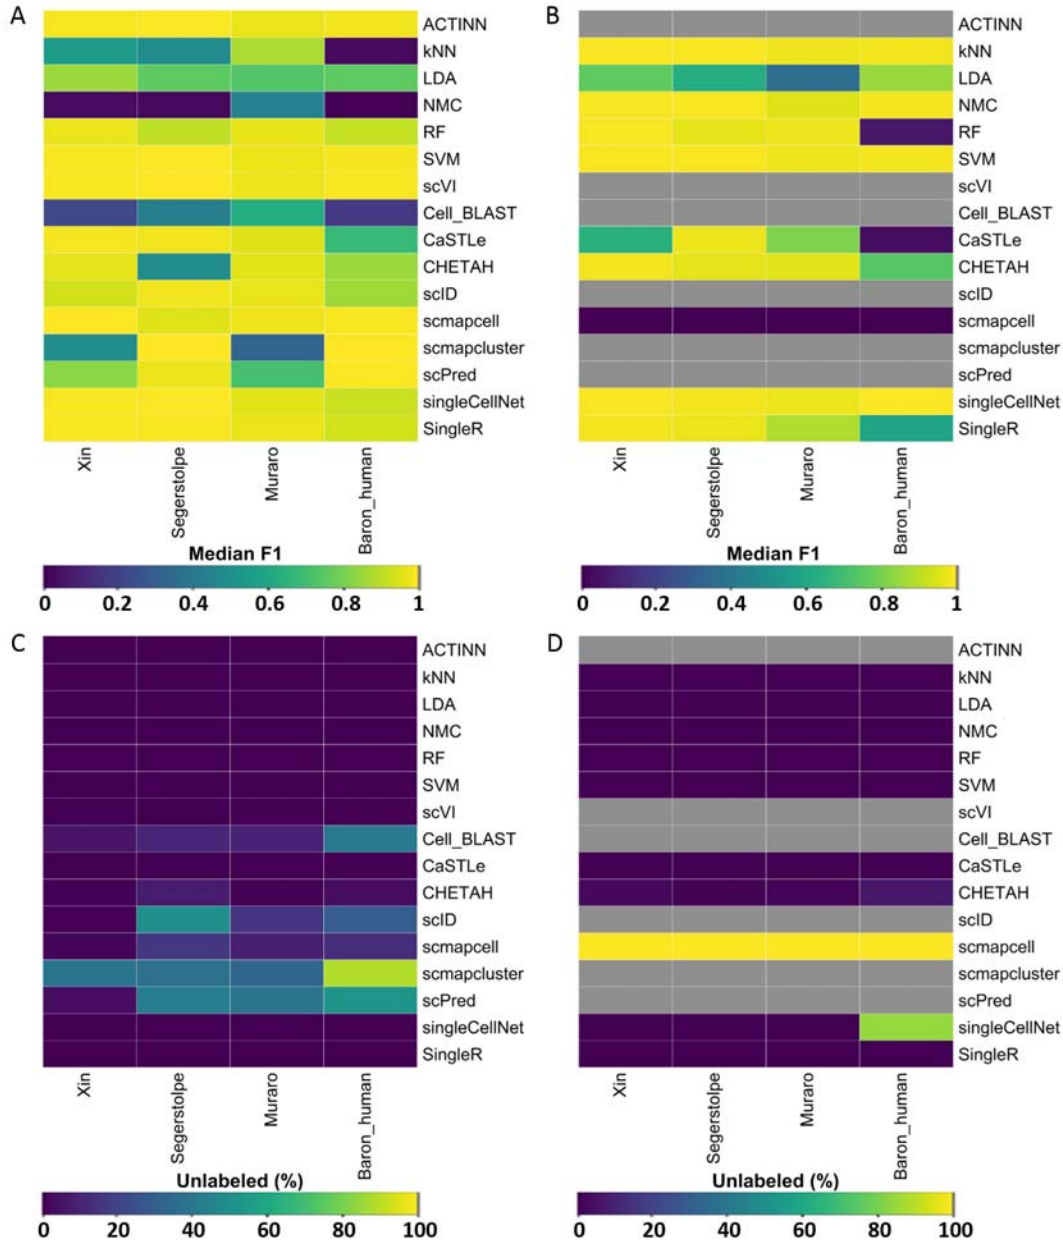 A
ACTINN
kNN
LDA
NMC
RF
SVM
scVI
Cell_BLAST
CaSTLe
CHETAH
scID
scmapcell
scmapcluster
scPred
singleCellNet
SingleR
Xin
Segerstolpe
Muraro
Baron_human
Median F1
0 0.2 0.4 0.6 0.8 1
B
ACTINN
kNN
LDA
NMC
RF
SVM
scVI
Cell_BLAST
CaSTLe
CHETAH
scID
scmapcell
scmapcluster
scPred
singleCellNet
SingleR
Xin
Segerstolpe
Muraro
Baron_human
Median F1
0 0.2 0.4 0.6 0.8 1
C
ACTINN
kNN
LDA
NMC
RF
SVM
scVI
Cell_BLAST
CaSTLe
CHETAH
scID
scmapcell
scmapcluster
scPred
singleCellNet
SingleR
Xin
Segerstolpe
Muraro
Baron_human
Unlabeled (%)
0 20 40 60 80 100
D
ACTINN
kNN
LDA
NMC
RF
SVM
scVI
Cell_BLAST
CaSTLe
CHETAH
scID
scmapcell
scmapcluster
scPred
singleCellNet
SingleR
Xin
Segerstolpe
Muraro
Baron_human
Unlabeled (%)
0 20 40 60 80 100